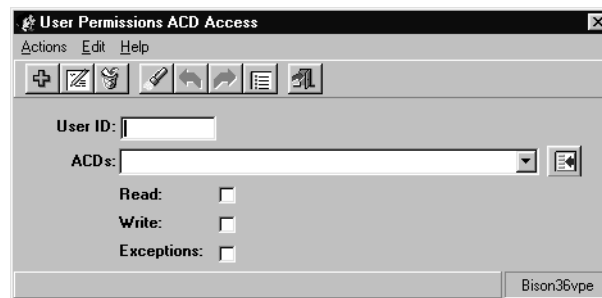 User Permissions ACD Access
Actions Edit Help
User ID:
ACDs:
Read:
Write:
Exceptions:
Bison36vpe